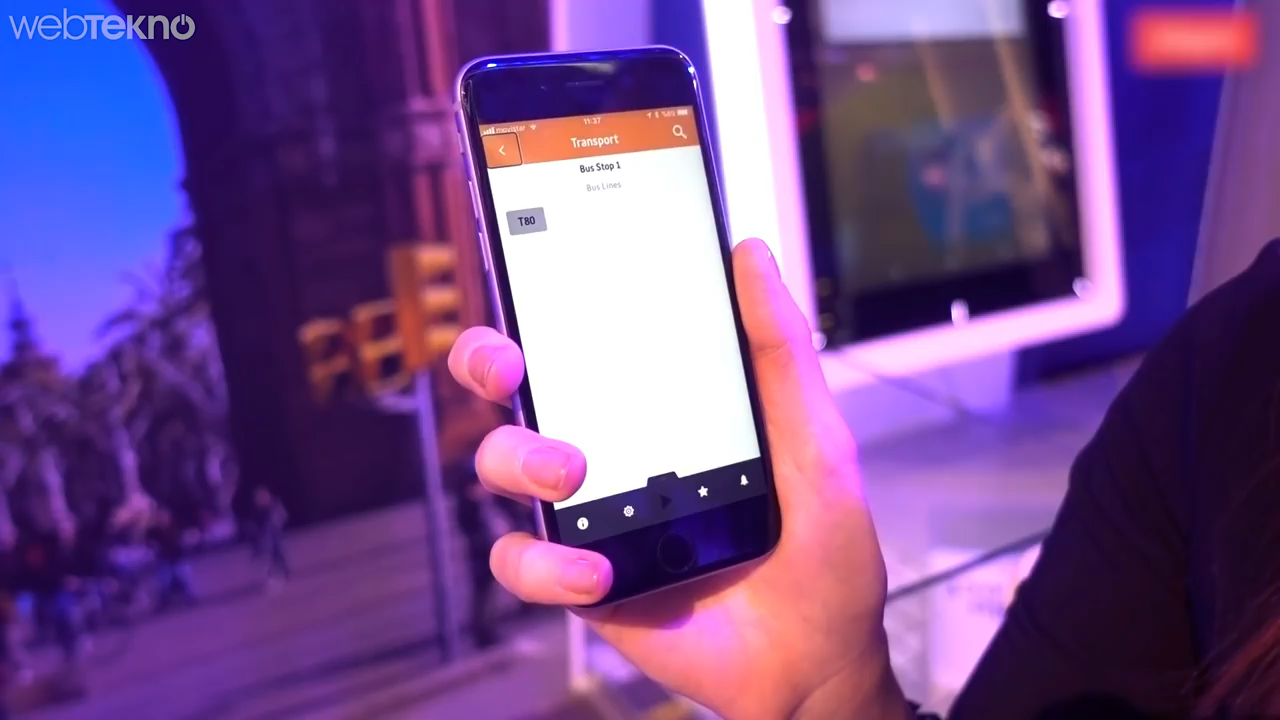 webTEKNO
movistar 11:37
Transport
Bus Stop 1
Bus Lines
T80